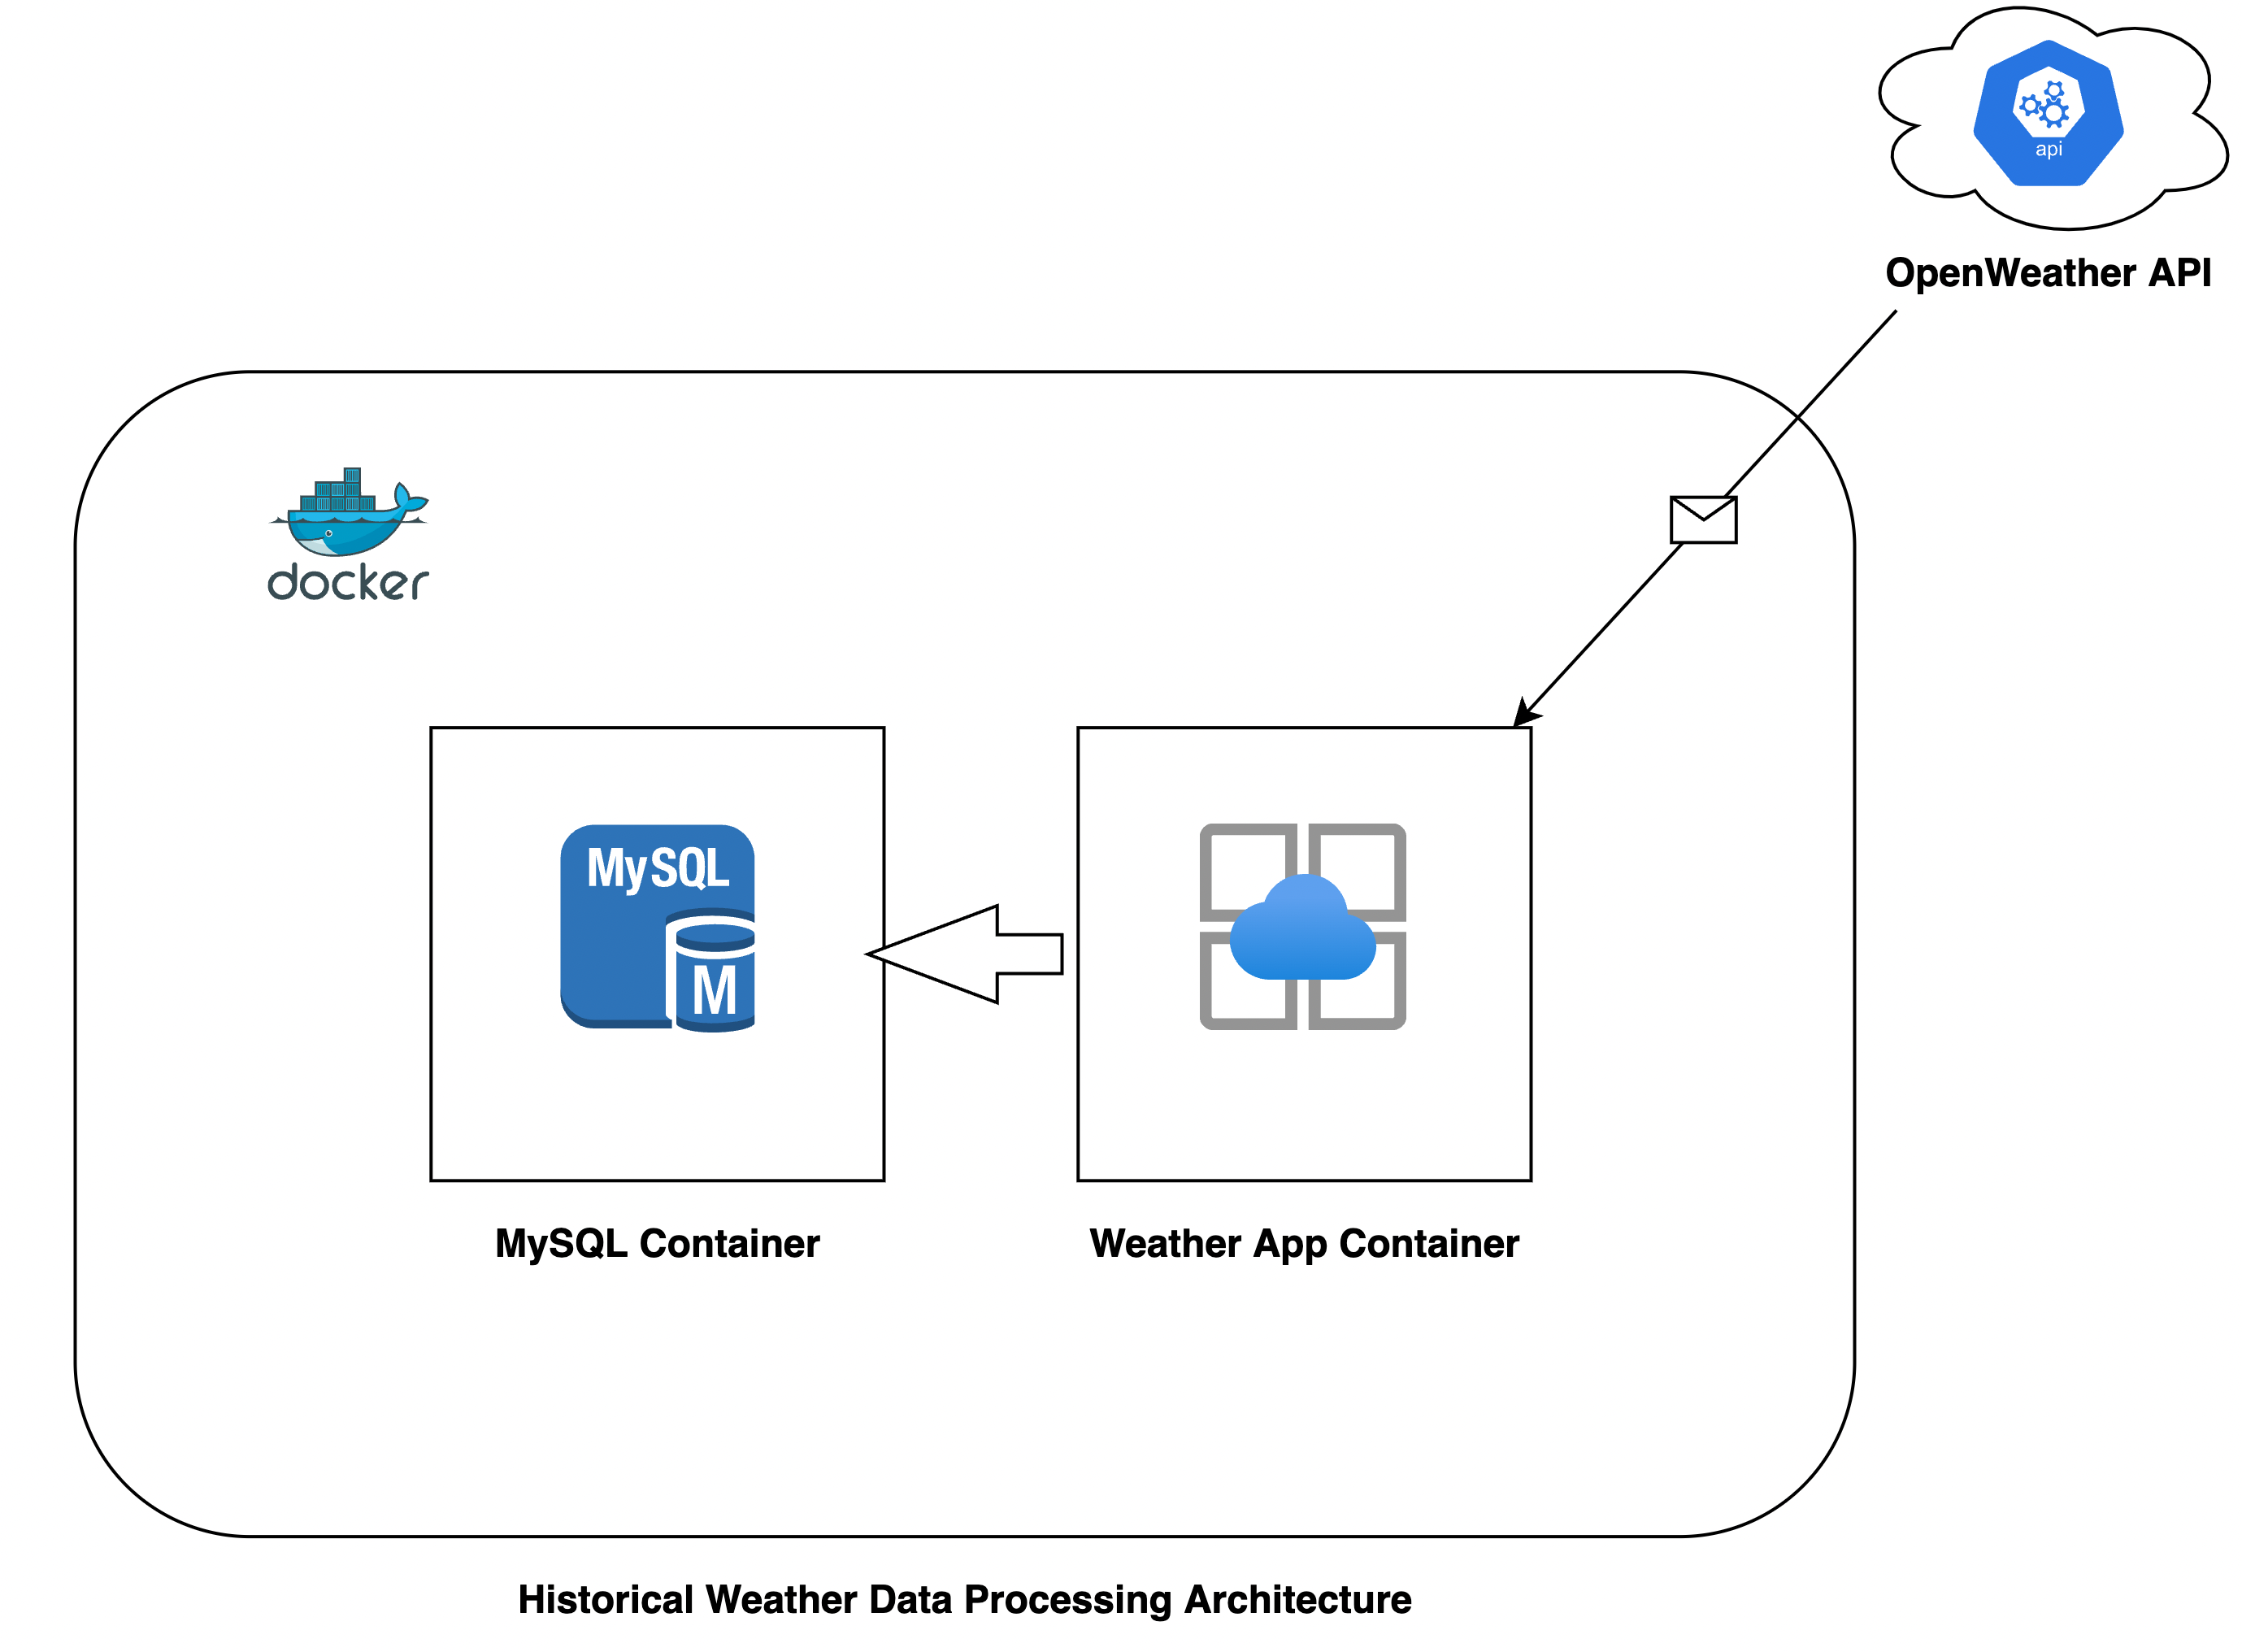 api
OpenWeather API
docker
MySQL
M
MySQL Container
Weather App Container
Historical Weather Data Processing Architecture